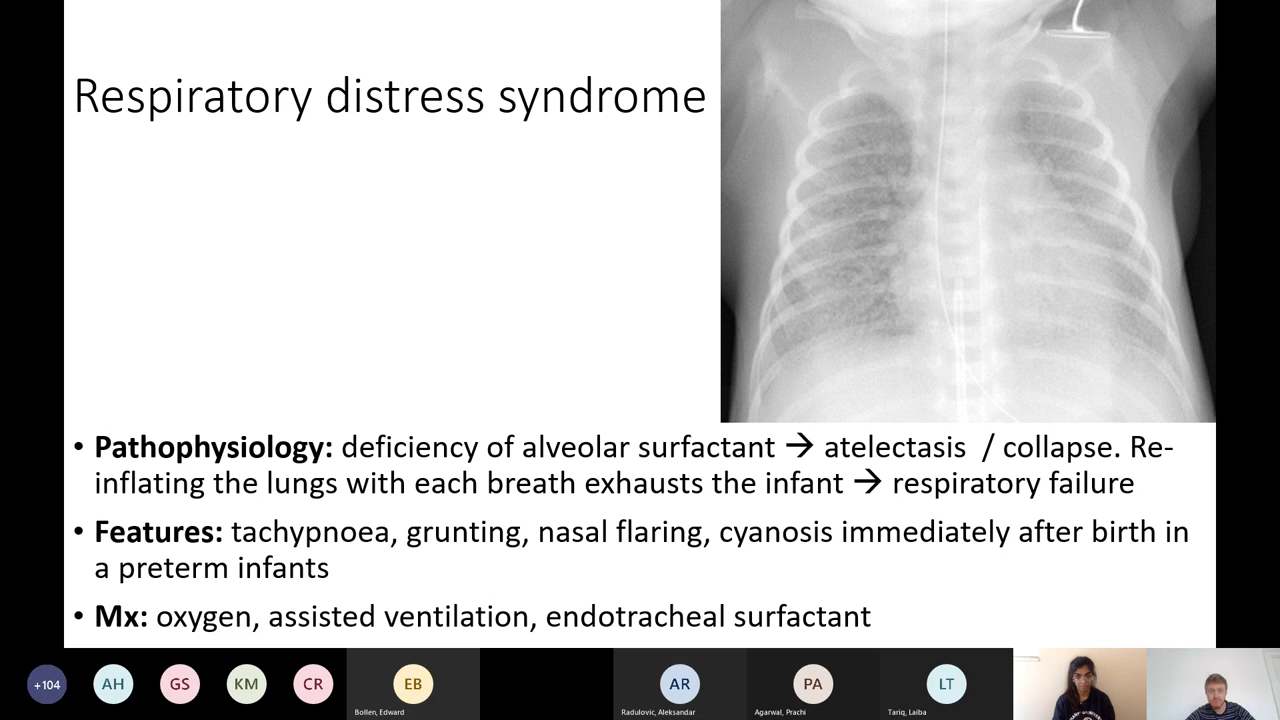 Respiratory distress syndrome
• Pathophysiology: deficiency of alveolar surfactant → atelectasis / collapse. Re-
inflating the lungs with each breath exhausts the infant → respiratory failure
• Features: tachypnoea, grunting, nasal flaring, cyanosis immediately after birth in
a preterm infants
• Mx: oxygen, assisted ventilation, endotracheal surfactant
+104 AH GS KM CR EB AR PA LT
Bollen, Edward Radulovic, Aleksandar Agarwal, Prachi Tariq, Laiba